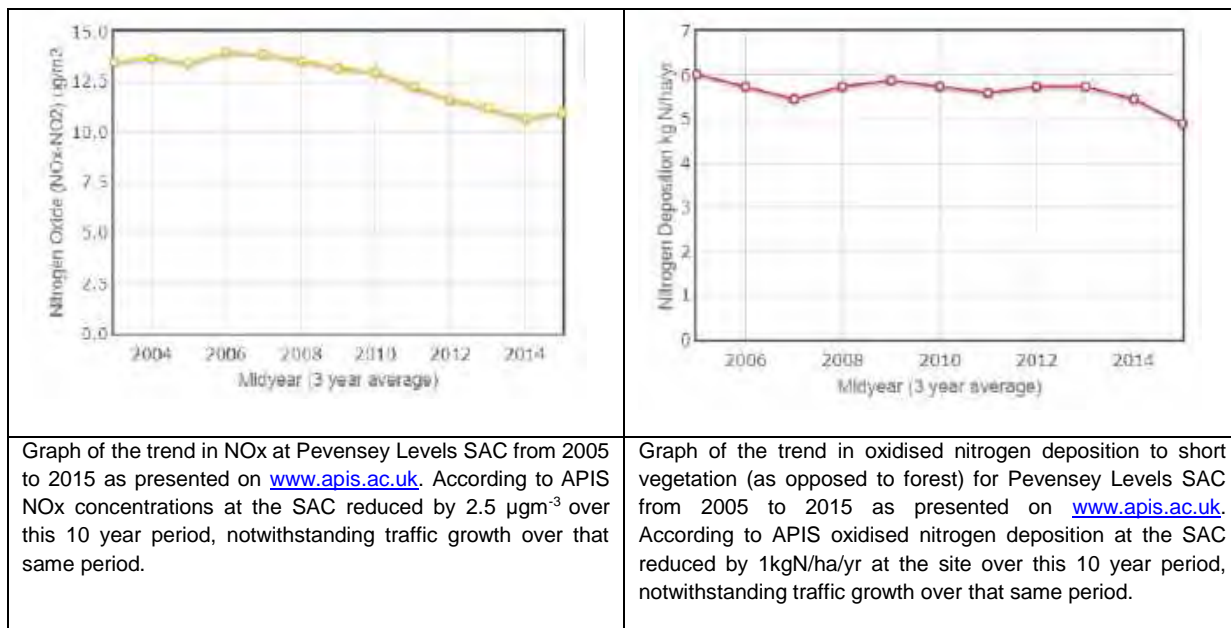 15.0
12.5
10.0
7.5
5.0
2.5
0.0
Nitrogen Oxide (NOx-NO2) ug/m3
2004 2006 2008 2010 2012 2014
Midyear (3 year average)
7
6
5
4
3
2
1
0
Nitrogen Deposition kg N/ha/yr
2006 2008 2010 2012 2014
Midyear (3 year average)
Graph of the trend in NOx at Pevensey Levels SAC from 2005
to 2015 as presented on www.apis.ac.uk. According to APIS
NOx concentrations at the SAC reduced by 2.5 µgm-3 over
this 10 year period, notwithstanding traffic growth over that
same period.
Graph of the trend in oxidised nitrogen deposition to short
vegetation (as opposed to forest) for Pevensey Levels SAC
from 2005 to 2015 as presented on www.apis.ac.uk.
According to APIS oxidised nitrogen deposition at the SAC
reduced by 1kgN/ha/yr at the site over this 10 year period,
notwithstanding traffic growth over that same period.